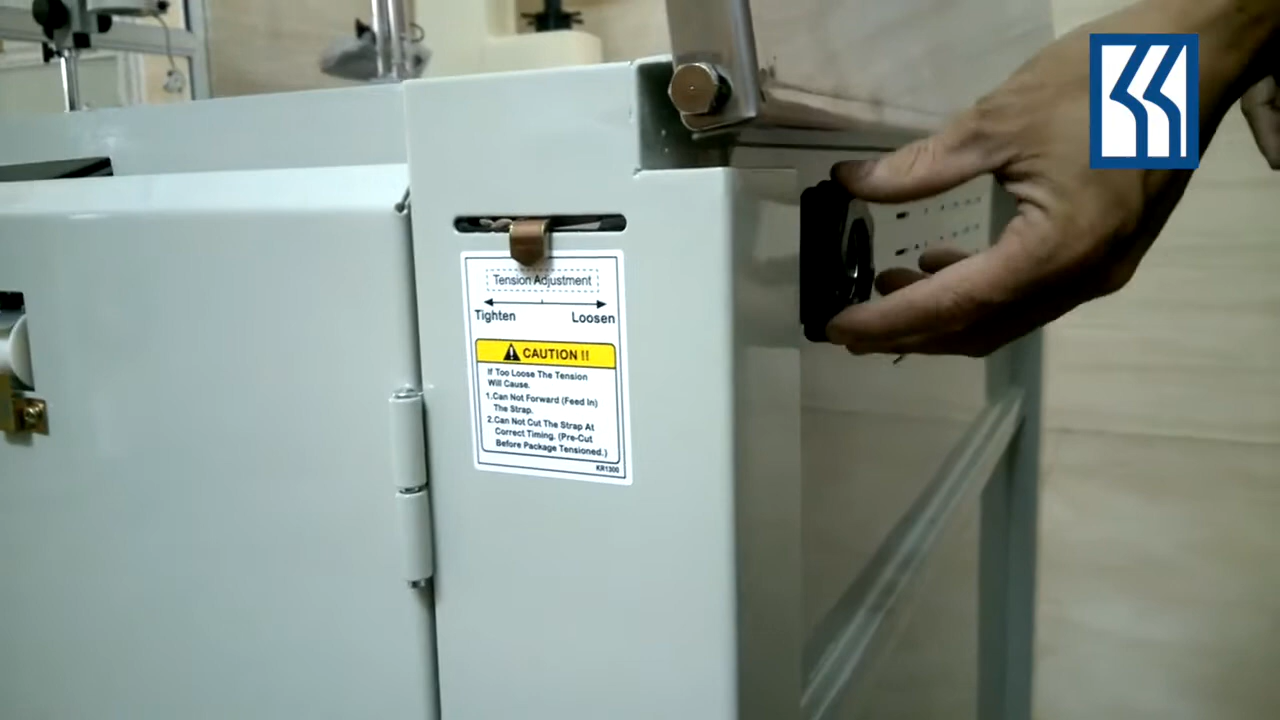 Tension Adjustment
Tighten Loosen
CAUTION !!
If Too Loose The Tension
Will Cause.
1.Can Not Forward (Feed In)
The Strap.
2.Can Not Cut The Strap At
Correct Timing. (Pre-Cut
Before Package Tensioned.)
KR1300